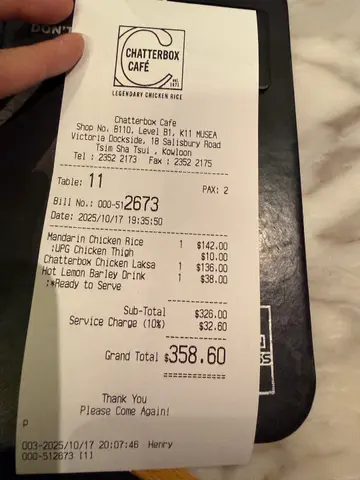 DON'T
CHATTERBOX
CAFÉ
LEGENDARY CHICKEN RICE
Chatterbox Cafe
Shop No. B110, Level B1, K11 MUSEA
Victoria Dockside, 18 Salisbury Road
Tsim Sha Tsui , Kowloon
Tel : 2352 2173 Fax : 2352 2175
Table: 11 PAX: 2
Bill No.: 000-512673
Date: 2025/10/17 19:35:50
Mandarin Chicken Rice 1 $142.00
:UPG Chicken Thigh $10.00
Chatterbox Chicken Laksa 1 $136.00
Hot Lemon Barley Drink 1 $38.00
:*Ready to Serve
Sub-Total $326.00
Service Charge (10%) $32.60
Grand Total $358.60
Thank You
Please Come Again!
p
003-2025/10/17 20:07:46 Henry
000-512673 [1]